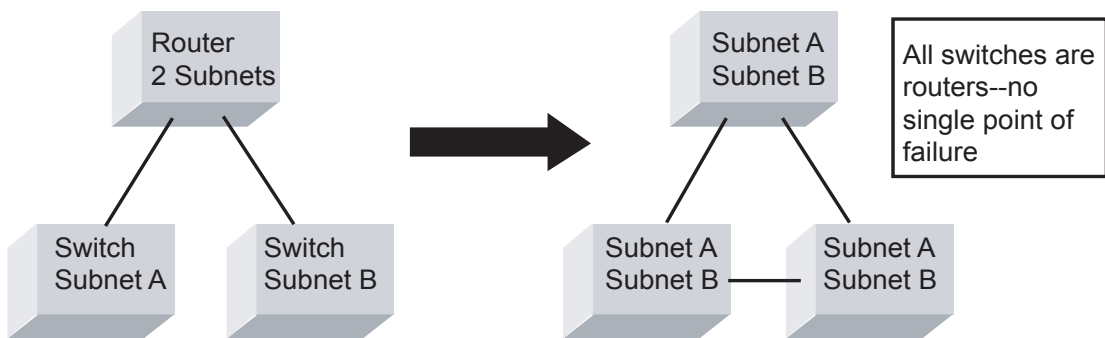 Router
2 Subnets
Switch
Subnet A
Switch
Subnet B
Subnet A
Subnet B
Subnet A
Subnet B
Subnet A
Subnet B
All switches are
routers--no
single point of
failure